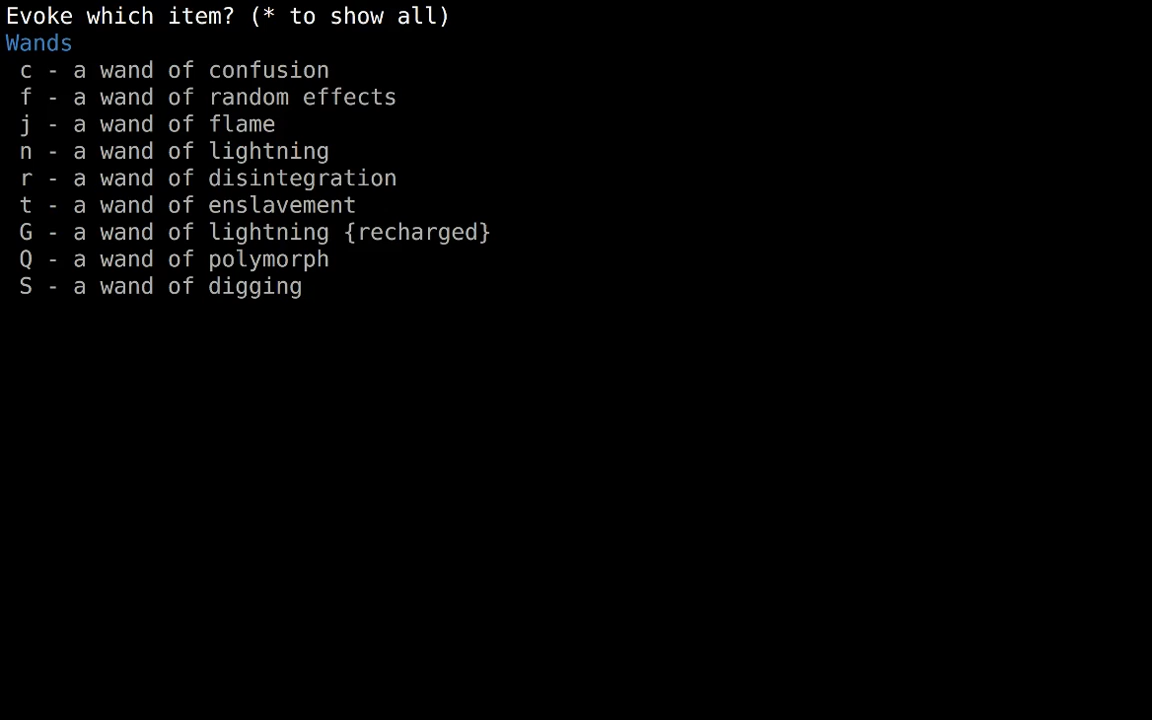 Evoke which item? (* to show all)
Wands
c - a wand of confusion
f - a wand of random effects
j - a wand of flame
n - a wand of lightning
r - a wand of disintegration
t - a wand of enslavement
G - a wand of lightning {recharged}
Q - a wand of polymorph
S - a wand of digging